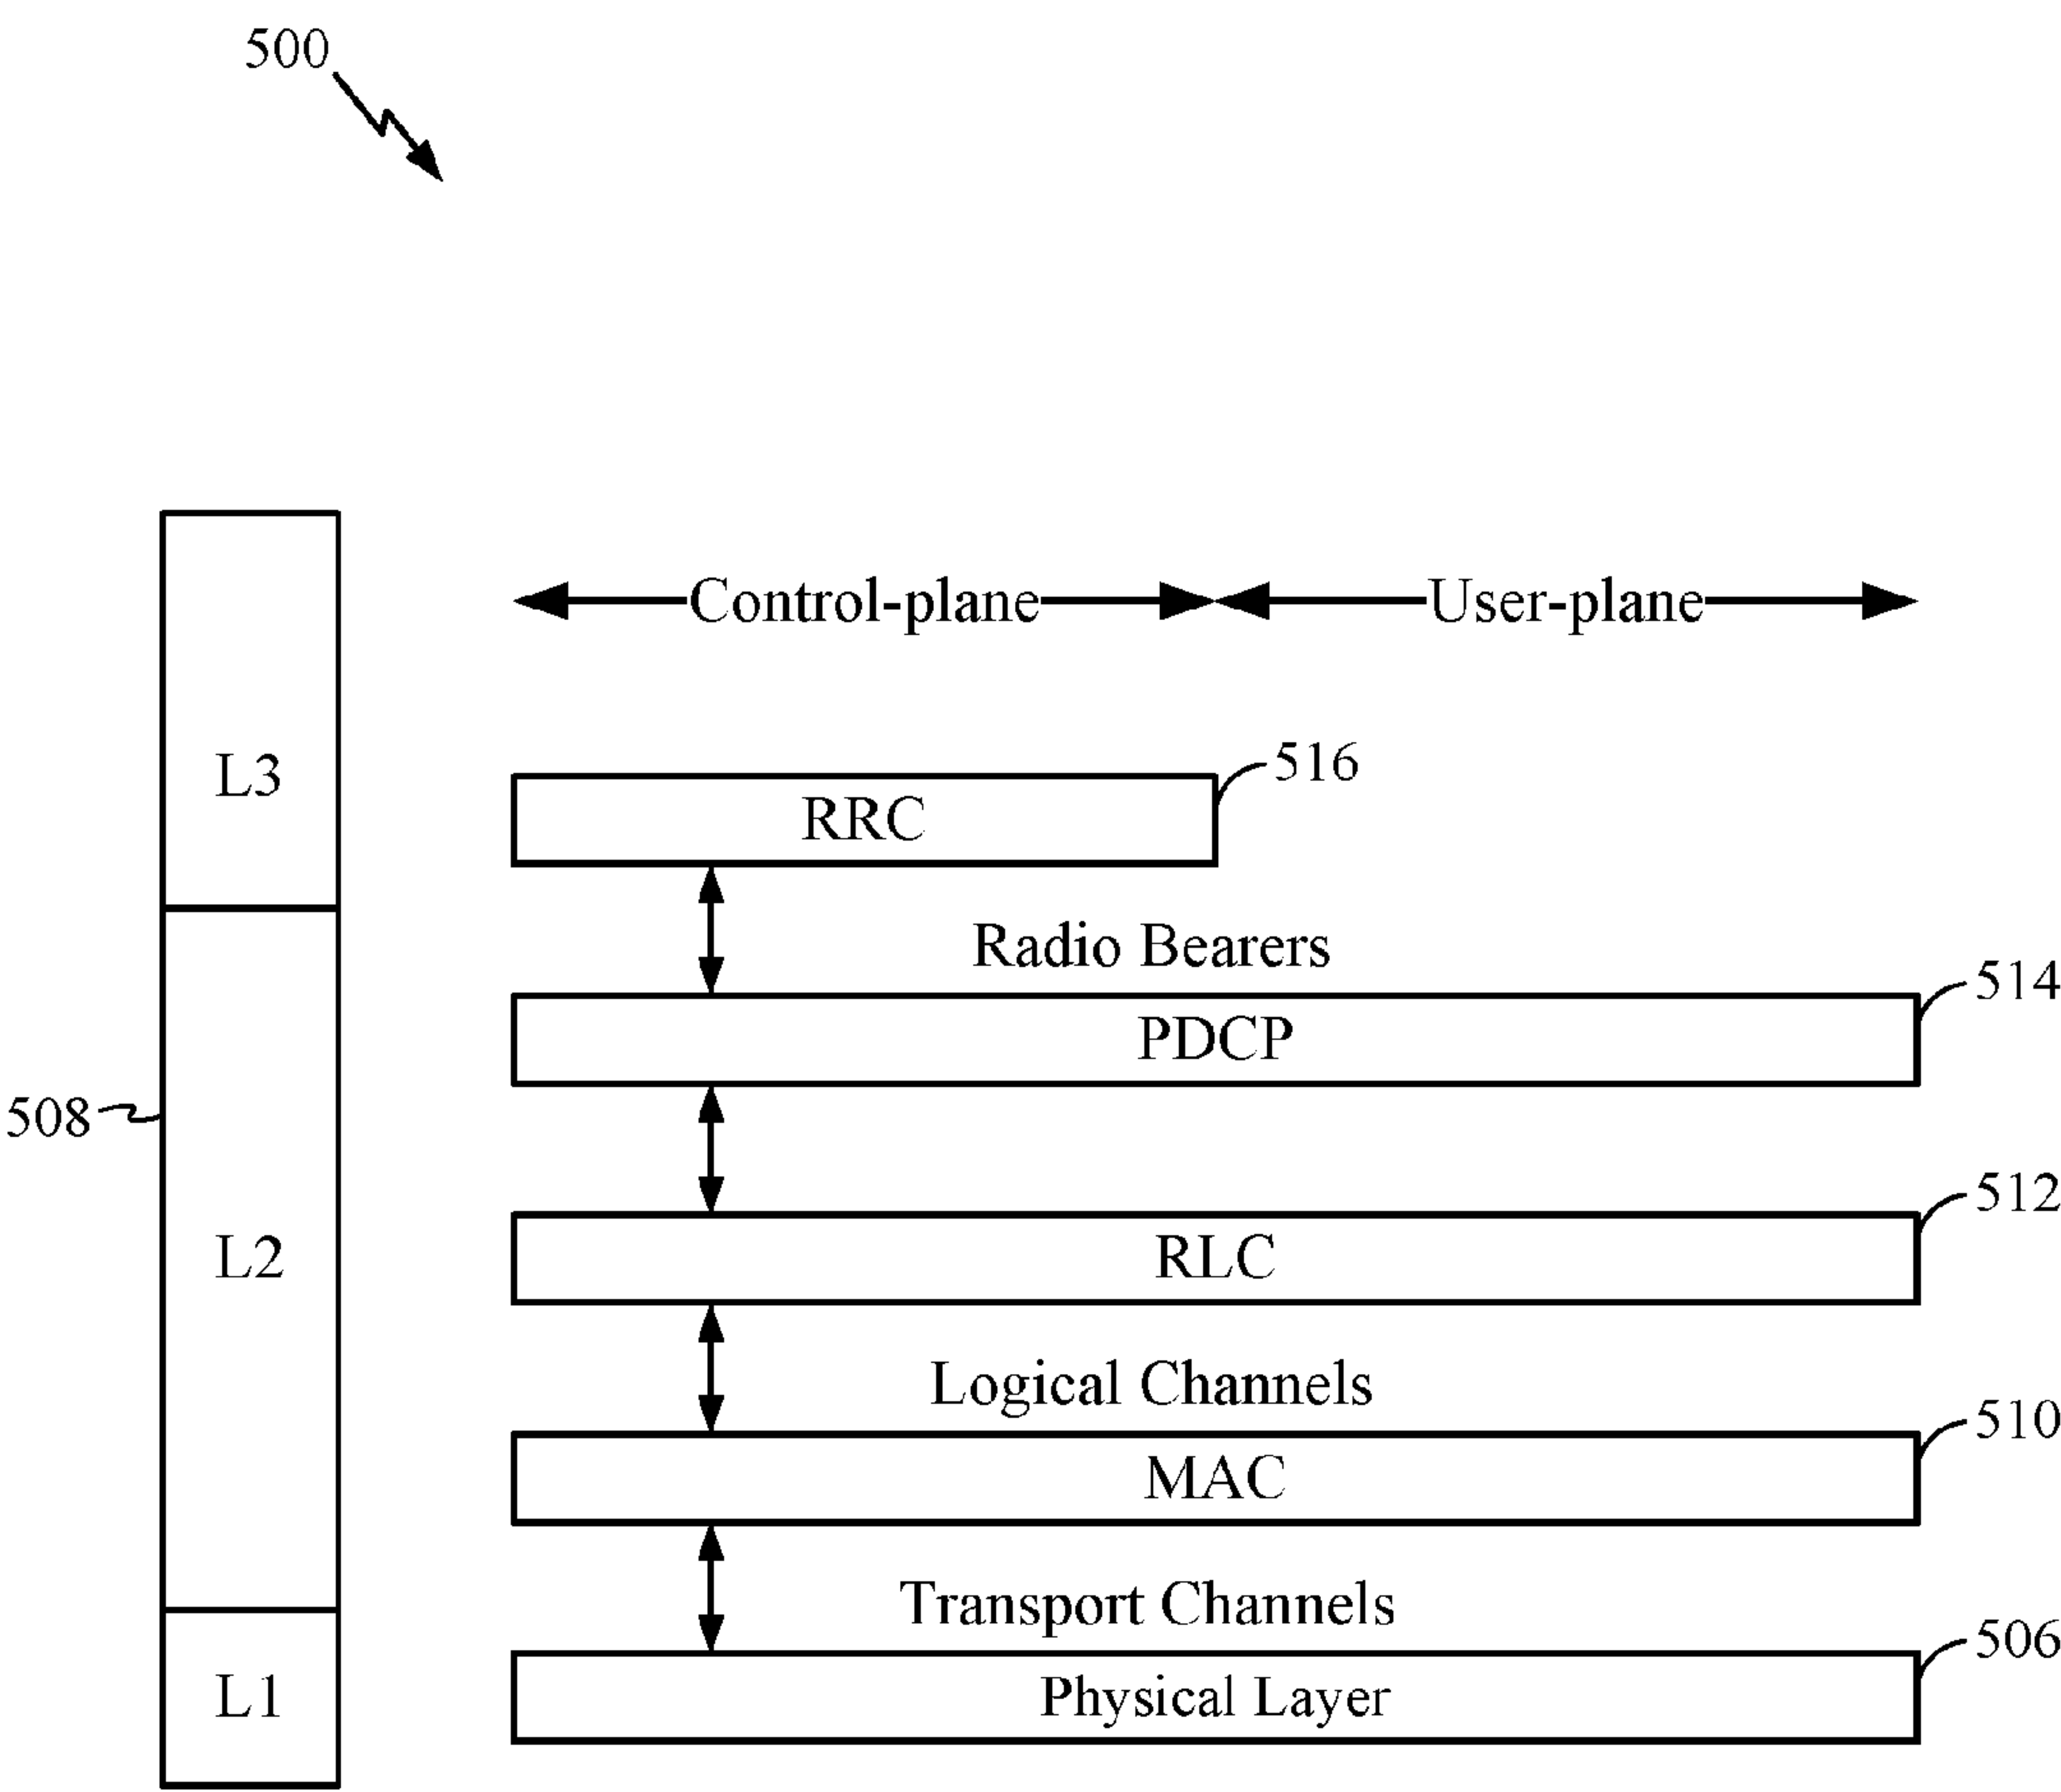 500
Control-plane
User-plane
L3
516
RRC
Radio Bearers
514
PDCP
508
512
L2
RLC
Logical Channels
510
MAC
Transport Channels
506
L1
Physical Layer